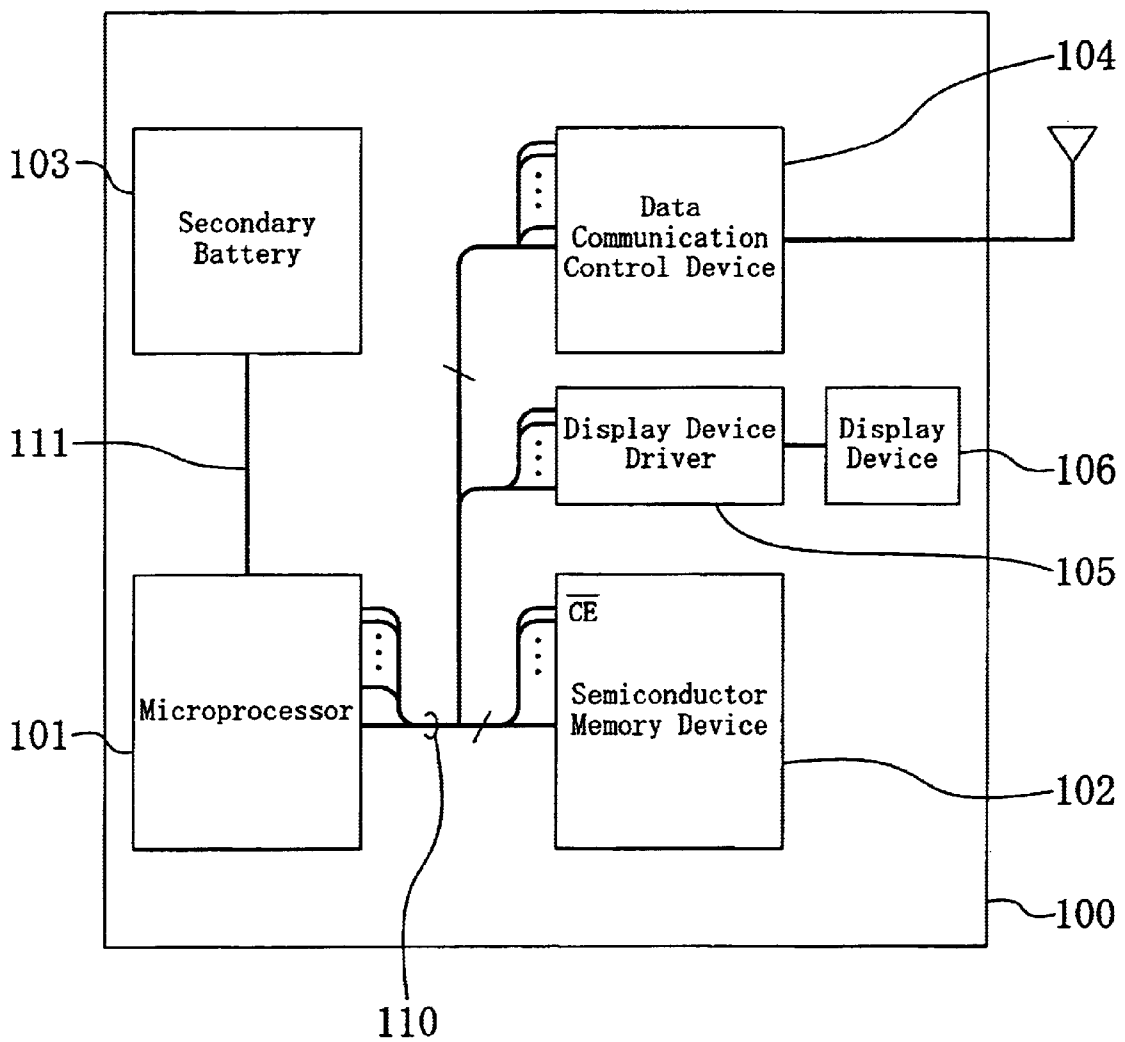 104
103
Secondary
Battery
Data
Communication
Control Device
111
Display Device
Driver
Display
Device
106
105
CE
Microprocessor
Semiconductor
Memory Device
101
102
100
110